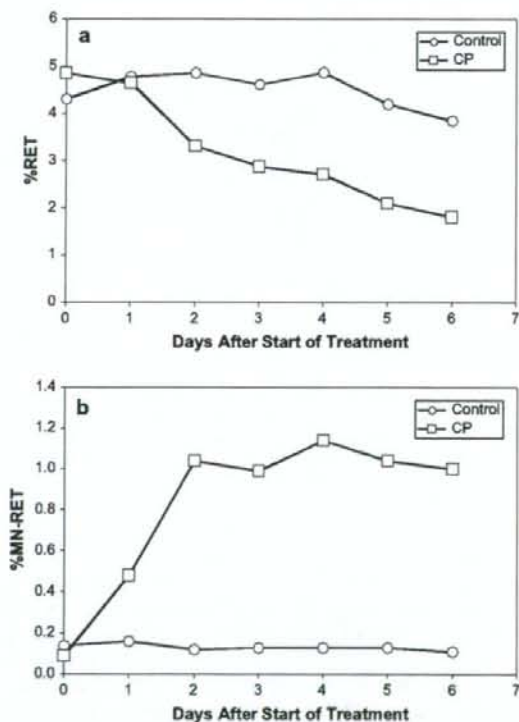 a
Control
CP
6
5
4
3
2
1
0
%RET
0 1 2 3 4 5 6 7
Days After Start of Treatment
b
Control
CP
1.4
1.2
1.0
0.8
0.6
0.4
0.2
0.0
%MN-RET
0 1 2 3 4 5 6 7
Days After Start of Treatment